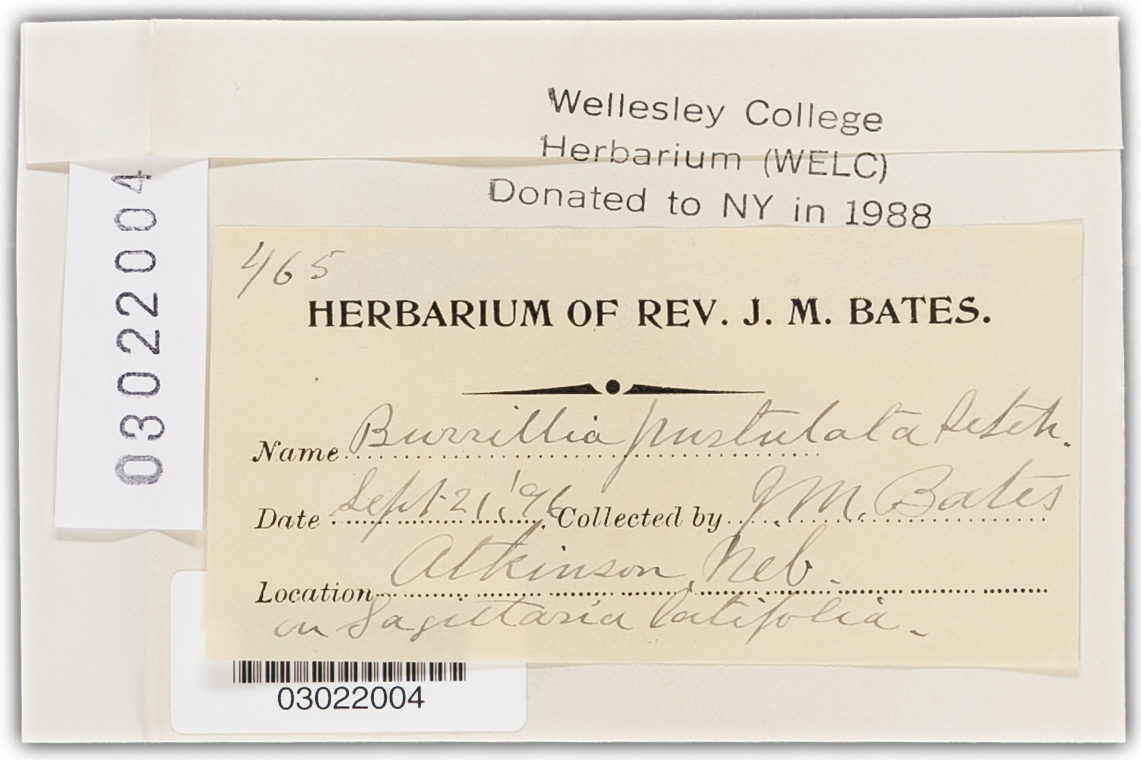 Wellesley College
Herbarium (WELC)
Donated to NY in 1988
03022004
465
HERBARIUM OF REV. J. M. BATES.
Name Burrillia pustulata Setch.
Date Sept 21, '96. Collected by J. M. Bates
Location Atkinson, Neb.
on Sagittaria latifolia.
03022004